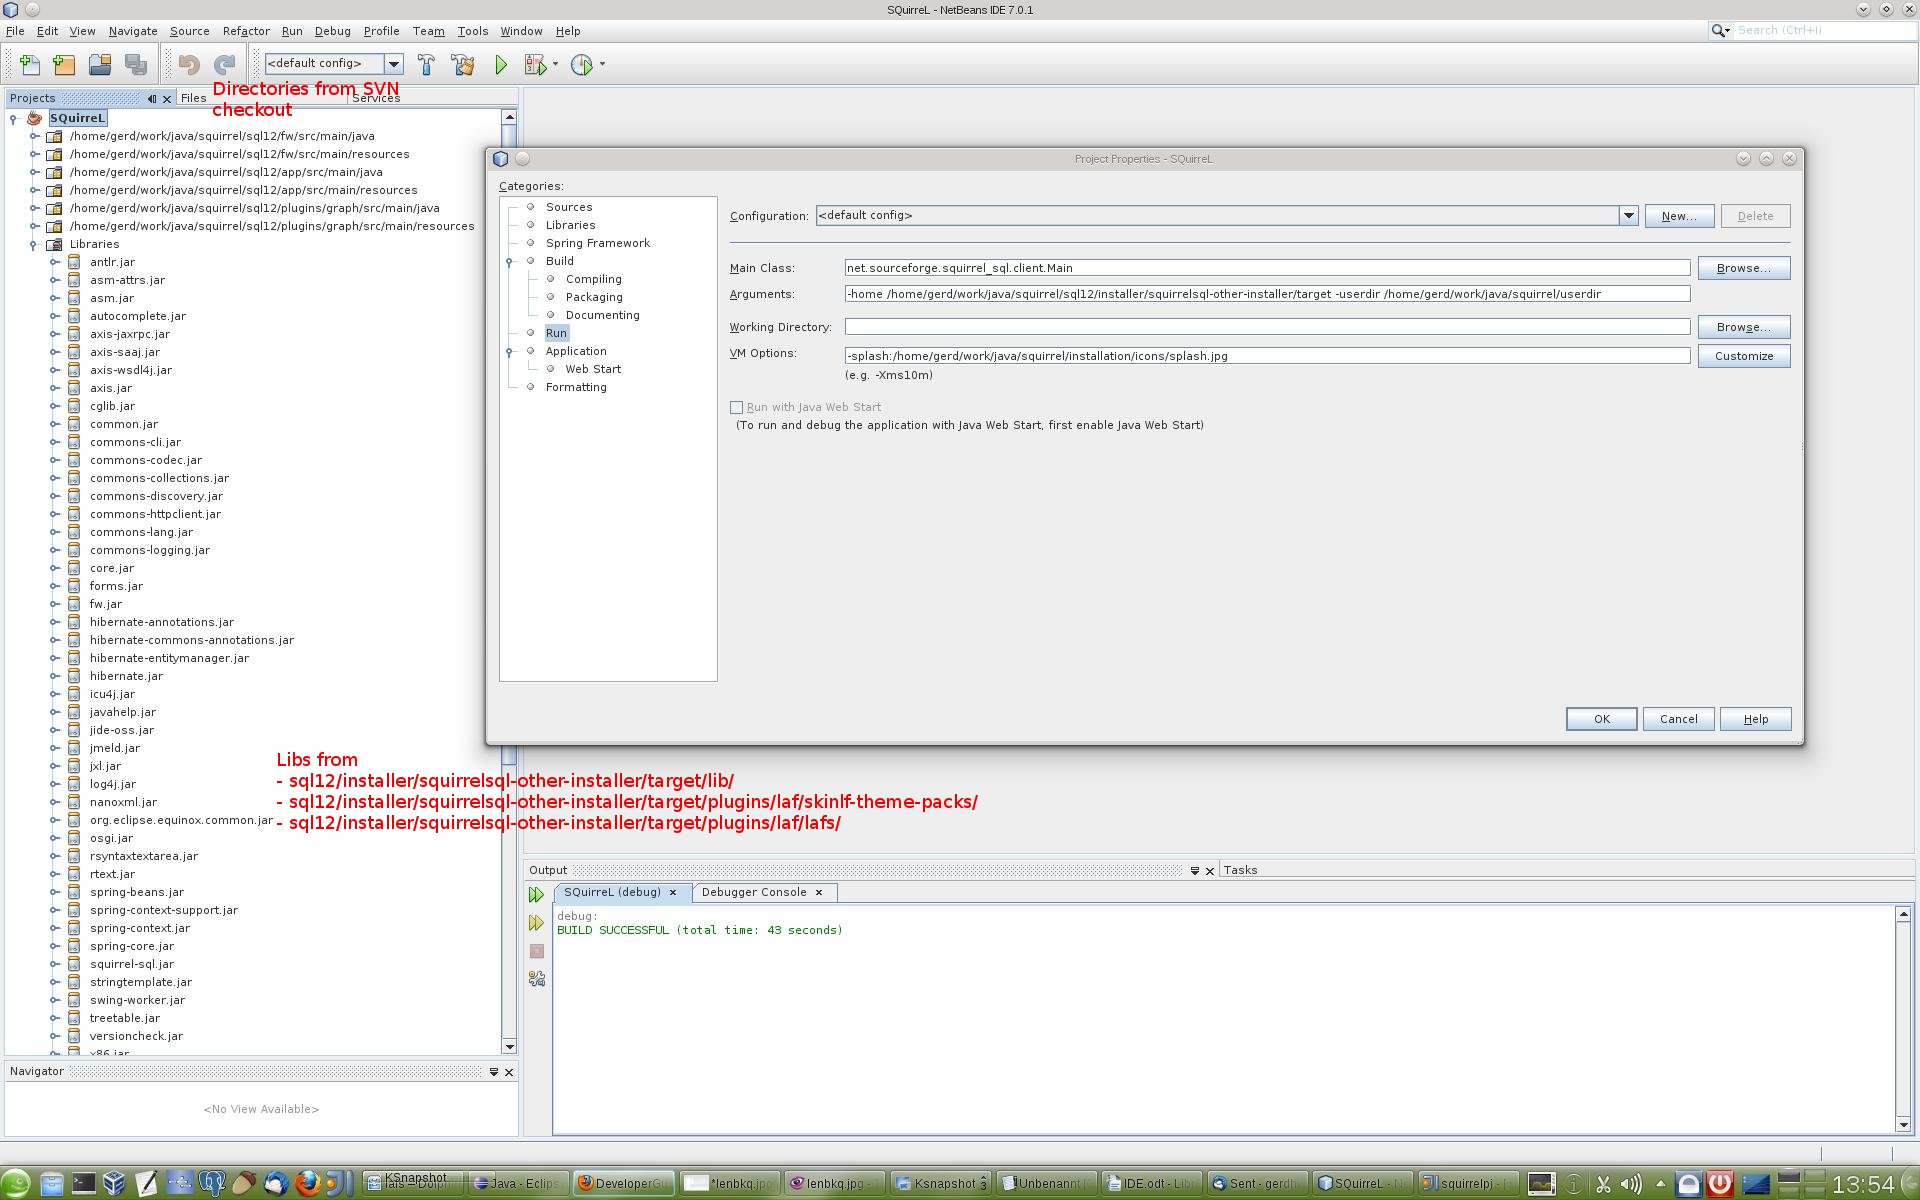 SQuirreL - NetBeans IDE 7.0.1
File Edit View Navigate Source Refactor Run Debug Profile Team Tools Window Help
Search (Ctrl+I)
<default config>
Directories from SVN
checkout
Projects
Files
Services
SQuirreL
/home/gerd/work/java/squirrel/sql12/fw/src/main/java
/home/gerd/work/java/squirrel/sql12/fw/src/main/resources
/home/gerd/work/java/squirrel/sql12/app/src/main/java
/home/gerd/work/java/squirrel/sql12/app/src/main/resources
/home/gerd/work/java/squirrel/sql12/plugins/graph/src/main/java
/home/gerd/work/java/squirrel/sql12/plugins/graph/src/main/resources
Libraries
antlr.jar
asm-attrs.jar
asm.jar
autocomplete.jar
axis-jaxrpc.jar
axis-saaj.jar
axis-wsdl4j.jar
axis.jar
cglib.jar
common.jar
commons-cli.jar
commons-codec.jar
commons-collections.jar
commons-discovery.jar
commons-httpclient.jar
commons-lang.jar
commons-logging.jar
core.jar
forms.jar
fw.jar
hibernate-annotations.jar
hibernate-commons-annotations.jar
hibernate-entitymanager.jar
hibernate.jar
icu4j.jar
javahelp.jar
jide-oss.jar
jmeld.jar
jxl.jar
log4j.jar
nanoxml.jar
org.eclipse.equinox.common.jar
osgi.jar
rsyntaxtextarea.jar
rtext.jar
spring-beans.jar
spring-context-support.jar
spring-context.jar
spring-core.jar
squirrel-sql.jar
stringtemplate.jar
swing-worker.jar
treetable.jar
versioncheck.jar
x86.jar
Libs from
- sql12/installer/squirrelsql-other-installer/target/lib/
- sql12/installer/squirrelsql-other-installer/target/plugins/laf/skinlf-theme-packs/
- sql12/installer/squirrelsql-other-installer/target/plugins/laf/lafs/
Project Properties - SQuirreL
Categories:
Sources
Libraries
Spring Framework
Build
Compiling
Packaging
Documenting
Run
Application
Web Start
Formatting
Configuration: <default config> New... Delete
Main Class: net.sourceforge.squirrel_sql.client.Main Browse...
Arguments: -home /home/gerd/work/java/squirrel/sql12/installer/squirrelsql-other-installer/target -userdir /home/gerd/work/java/squirrel/userdir
Working Directory: Browse...
VM Options: -splash:/home/gerd/work/java/squirrel/installation/icons/splash.jpg Customize
(e.g. -Xms10m)
Run with Java Web Start
(To run and debug the application with Java Web Start, first enable Java Web Start)
OK Cancel Help
Output
Tasks
SQuirreL (debug)
Debugger Console
debug:
BUILD SUCCESSFUL (total time: 43 seconds)
Navigator
<No View Available>
KSnapshot
Java - Eclips
DeveloperGu
*lenbkq.jpg
lenbkq.jpg -
Ksnapshot 3
Unbenannt
IDE.odt - Lib
Sent - gerdh
SQuirreL - N
squirrelpj -
13:54